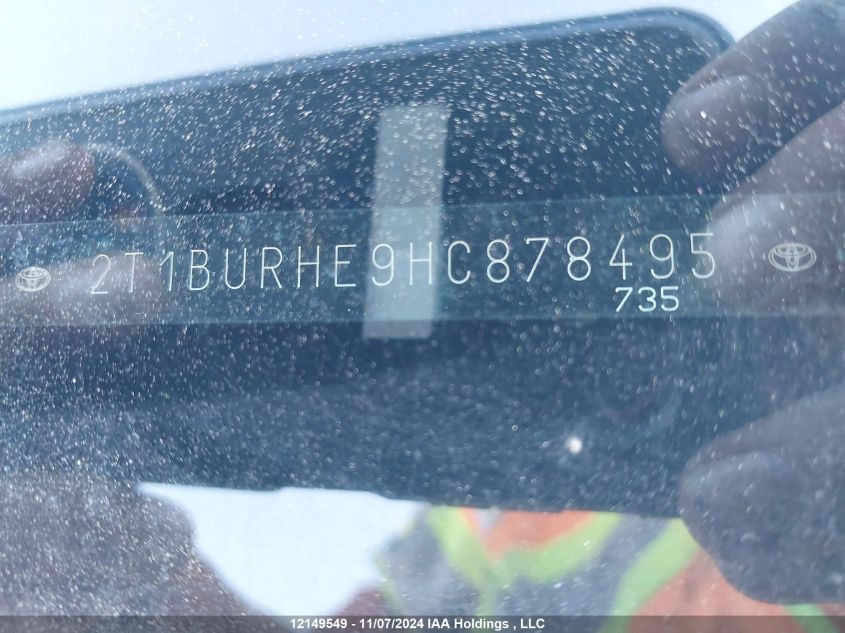 2T1BURHE9HC878495
735
12149549 - 11/07/2024 IAA Holdings , LLC